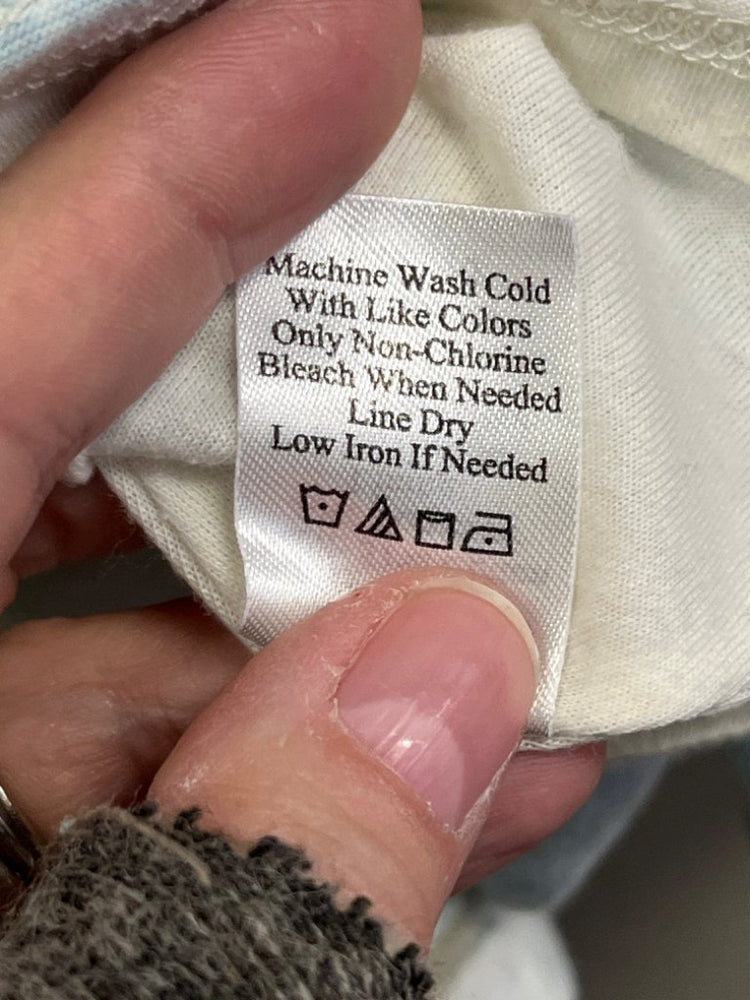 Machine Wash Cold
With Like Colors
Only Non-Chlorine
Bleach When Needed
Line Dry
Low Iron If Needed